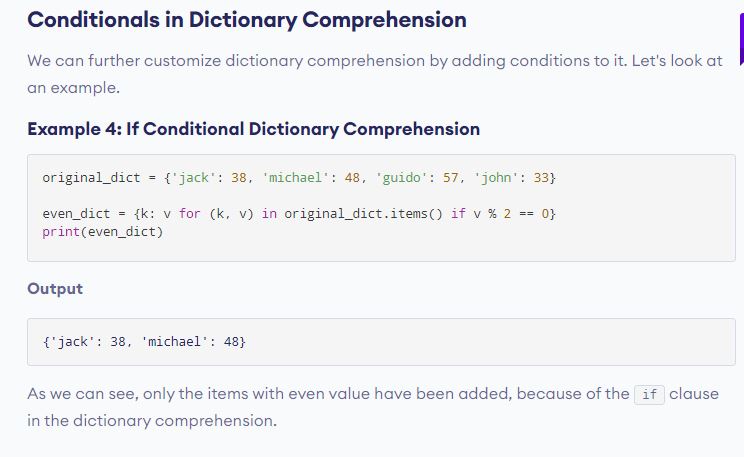 Conditionals in Dictionary Comprehension
We can further customize dictionary comprehension by adding conditions to it. Let's look at
an example.
Example 4: If Conditional Dictionary Comprehension
original_dict = {'jack': 38, 'michael': 48, 'guido': 57, 'john': 33}
even_dict = {k: v for (k, v) in original_dict.items() if v % 2 == 0}
print(even_dict)
Output
{'jack': 38, 'michael': 48}
As we can see, only the items with even value have been added, because of the if clause
in the dictionary comprehension.